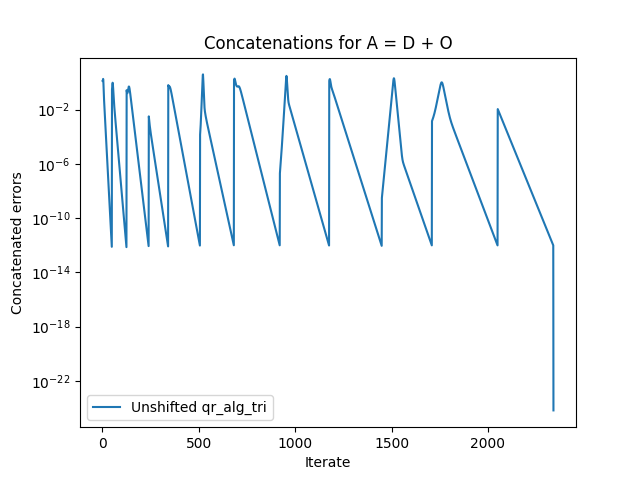 Concatenations for A = D + O
Concatenated errors
10⁻²
10⁻⁶
10⁻¹⁰
10⁻¹⁴
10⁻¹⁸
10⁻²²
Unshifted qr_alg_tri
0 500 1000 1500 2000
Iterate